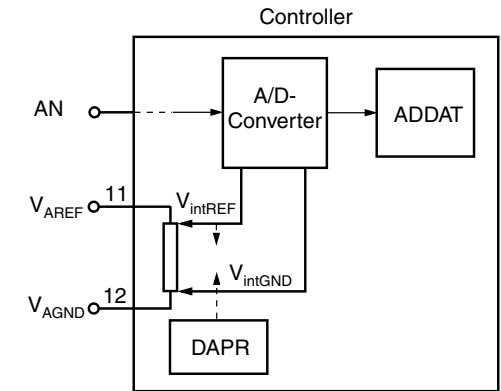 Controller
AN
A/D-
Converter
ADDAT
11
V_AREF
V_intREF
V_intGND
12
V_AGND
DAPR